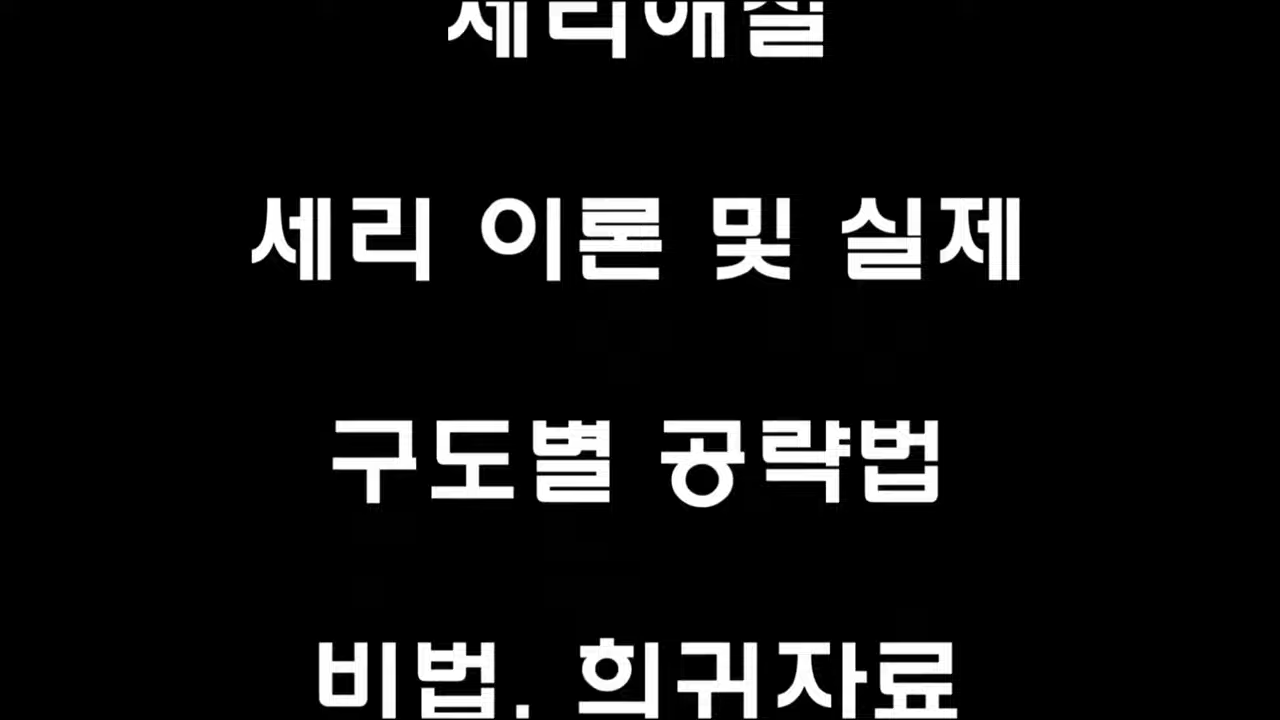 세리 이론 및 실제
구도별 공략법
비법, 희귀자료